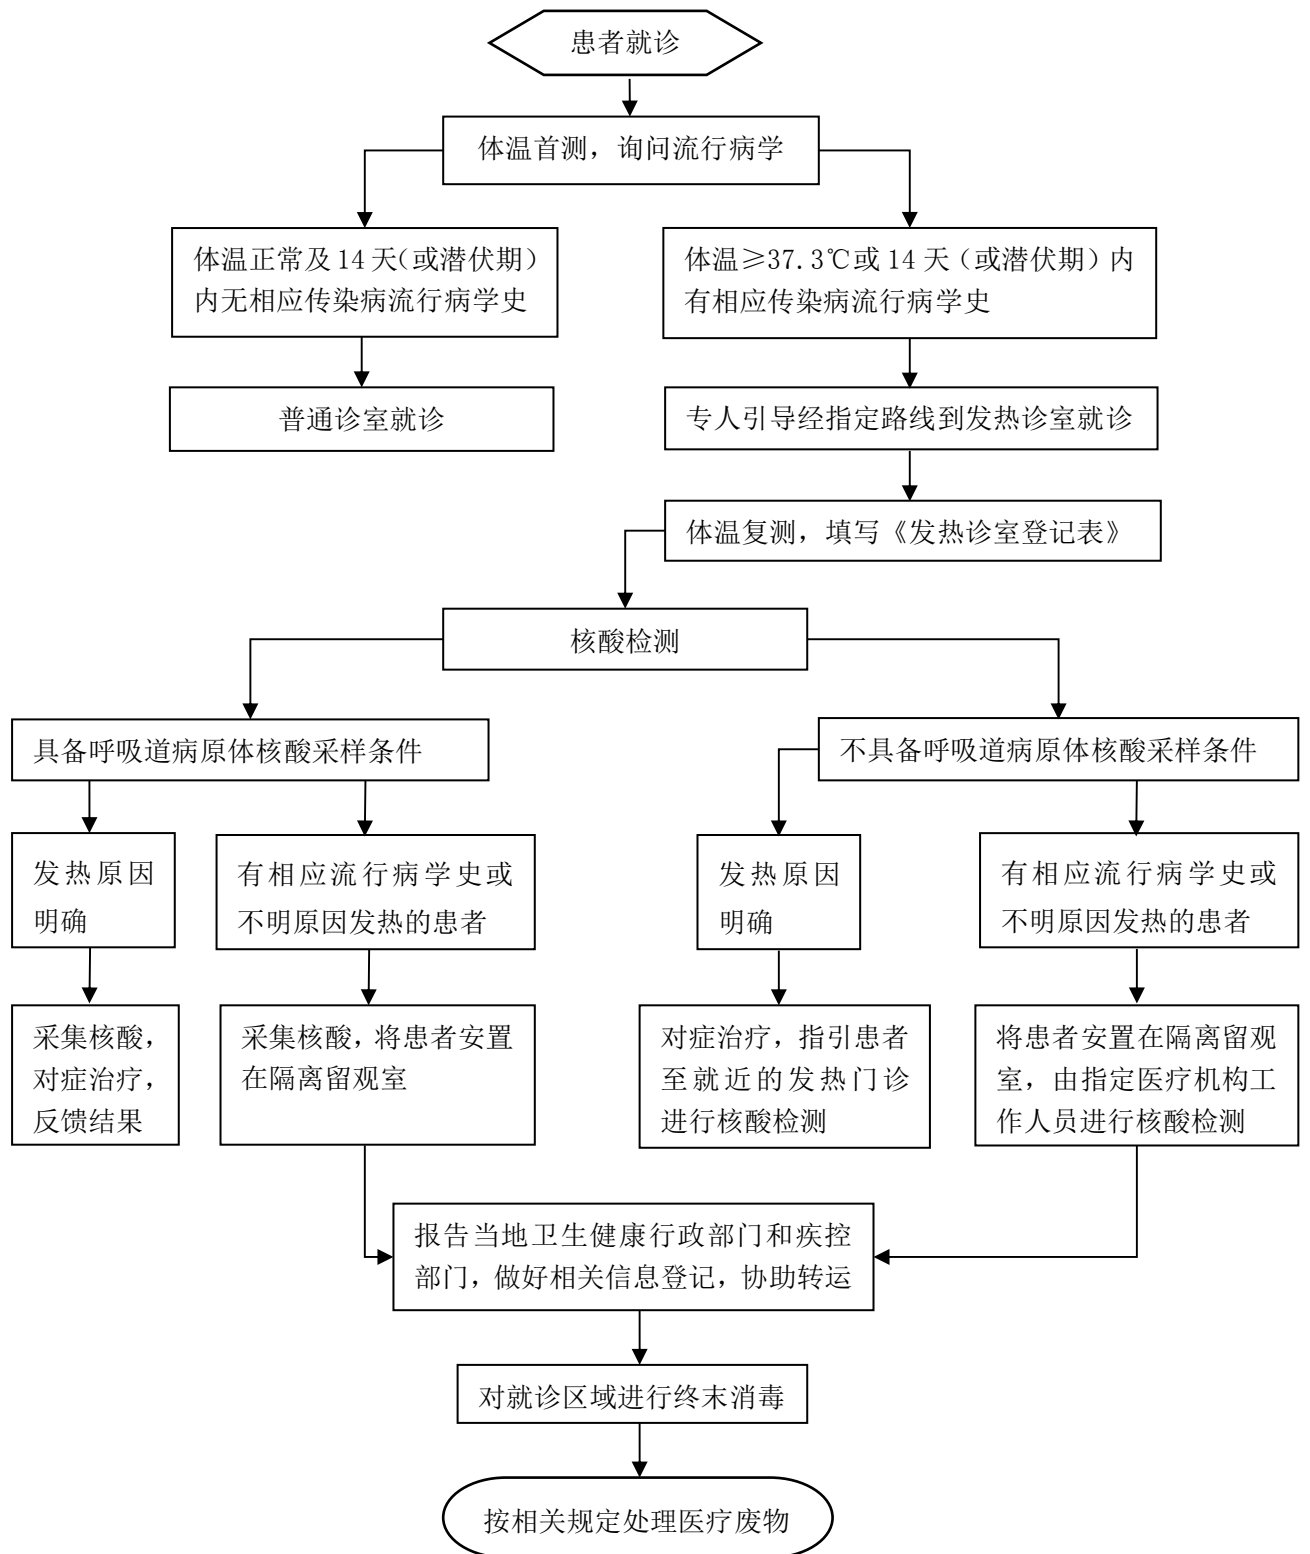 患者就诊
体温首测，询问流行病学
体温正常及14天（或潜伏期）
内无相应传染病流行病学史
体温≥37.3℃或14天（或潜伏期）内
有相应传染病流行病学史
普通诊室就诊
专人引导经指定路线到发热诊室就诊
体温复测，填写《发热诊室登记表》
核酸检测
具备呼吸道病原体核酸采样条件
不具备呼吸道病原体核酸采样条件
发热原因
明确
有相应流行病学史或
不明原因发热的患者
发热原因
明确
有相应流行病学史或
不明原因发热的患者
采集核酸，
对症治疗，
反馈结果
采集核酸，将患者安置
在隔离留观室
对症治疗，指引患者
至就近的发热门诊
进行核酸检测
将患者安置在隔离留观
室，由指定医疗机构工
作人员进行核酸检测
报告当地卫生健康行政部门和疾控
部门，做好相关信息登记，协助转运
对就诊区域进行终末消毒
按相关规定处理医疗废物